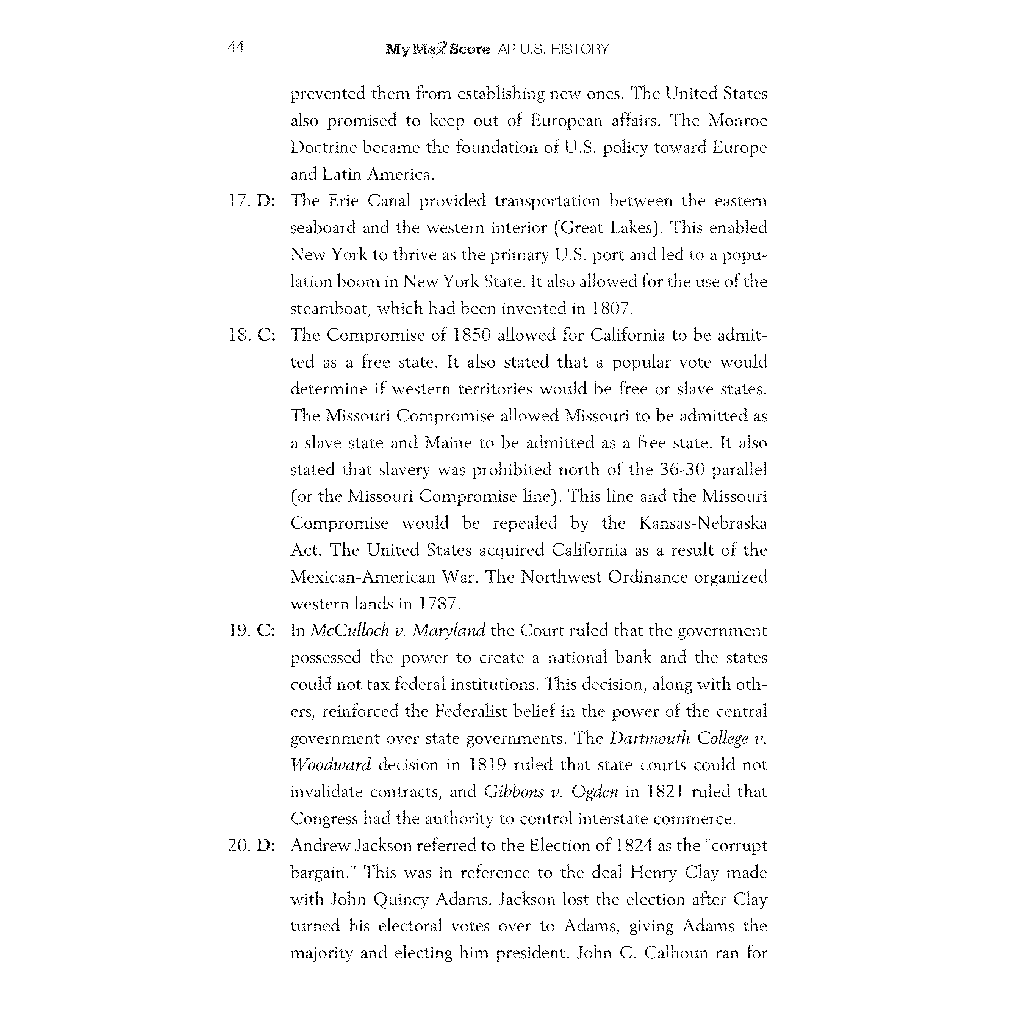 44
My Max Score AP U.S. HISTORY
prevented them from establishing new ones. The United States
also promised to keep out of European affairs. The Monroe
Doctrine became the foundation of U.S. policy toward Europe
and Latin America.
17. D: The Erie Canal provided transportation between the eastern
seaboard and the western interior (Great Lakes). This enabled
New York to thrive as the primary U.S. port and led to a popu-
lation boom in New York State. It also allowed for the use of the
steamboat, which had been invented in 1807.
18. C: The Compromise of 1850 allowed for California to be admit-
ted as a free state. It also stated that a popular vote would
determine if western territories would be free or slave states.
The Missouri Compromise allowed Missouri to be admitted as
a slave state and Maine to be admitted as a free state. It also
stated that slavery was prohibited north of the 36-30 parallel
(or the Missouri Compromise line). This line and the Missouri
Compromise would be repealed by the Kansas-Nebraska
Act. The United States acquired California as a result of the
Mexican-American War. The Northwest Ordinance organized
western lands in 1787.
19. C: In McCulloch v. Maryland the Court ruled that the government
possessed the power to create a national bank and the states
could not tax federal institutions. This decision, along with oth-
ers, reinforced the Federalist belief in the power of the central
government over state governments. The Dartmouth College v.
Woodward decision in 1819 ruled that state courts could not
invalidate contracts, and Gibbons v. Ogden in 1821 ruled that
Congress had the authority to control interstate commerce.
20. D: Andrew Jackson referred to the Election of 1824 as the "corrupt
bargain." This was in reference to the deal Henry Clay made
with John Quincy Adams. Jackson lost the election after Clay
turned his electoral votes over to Adams, giving Adams the
majority and electing him president. John C. Calhoun ran for